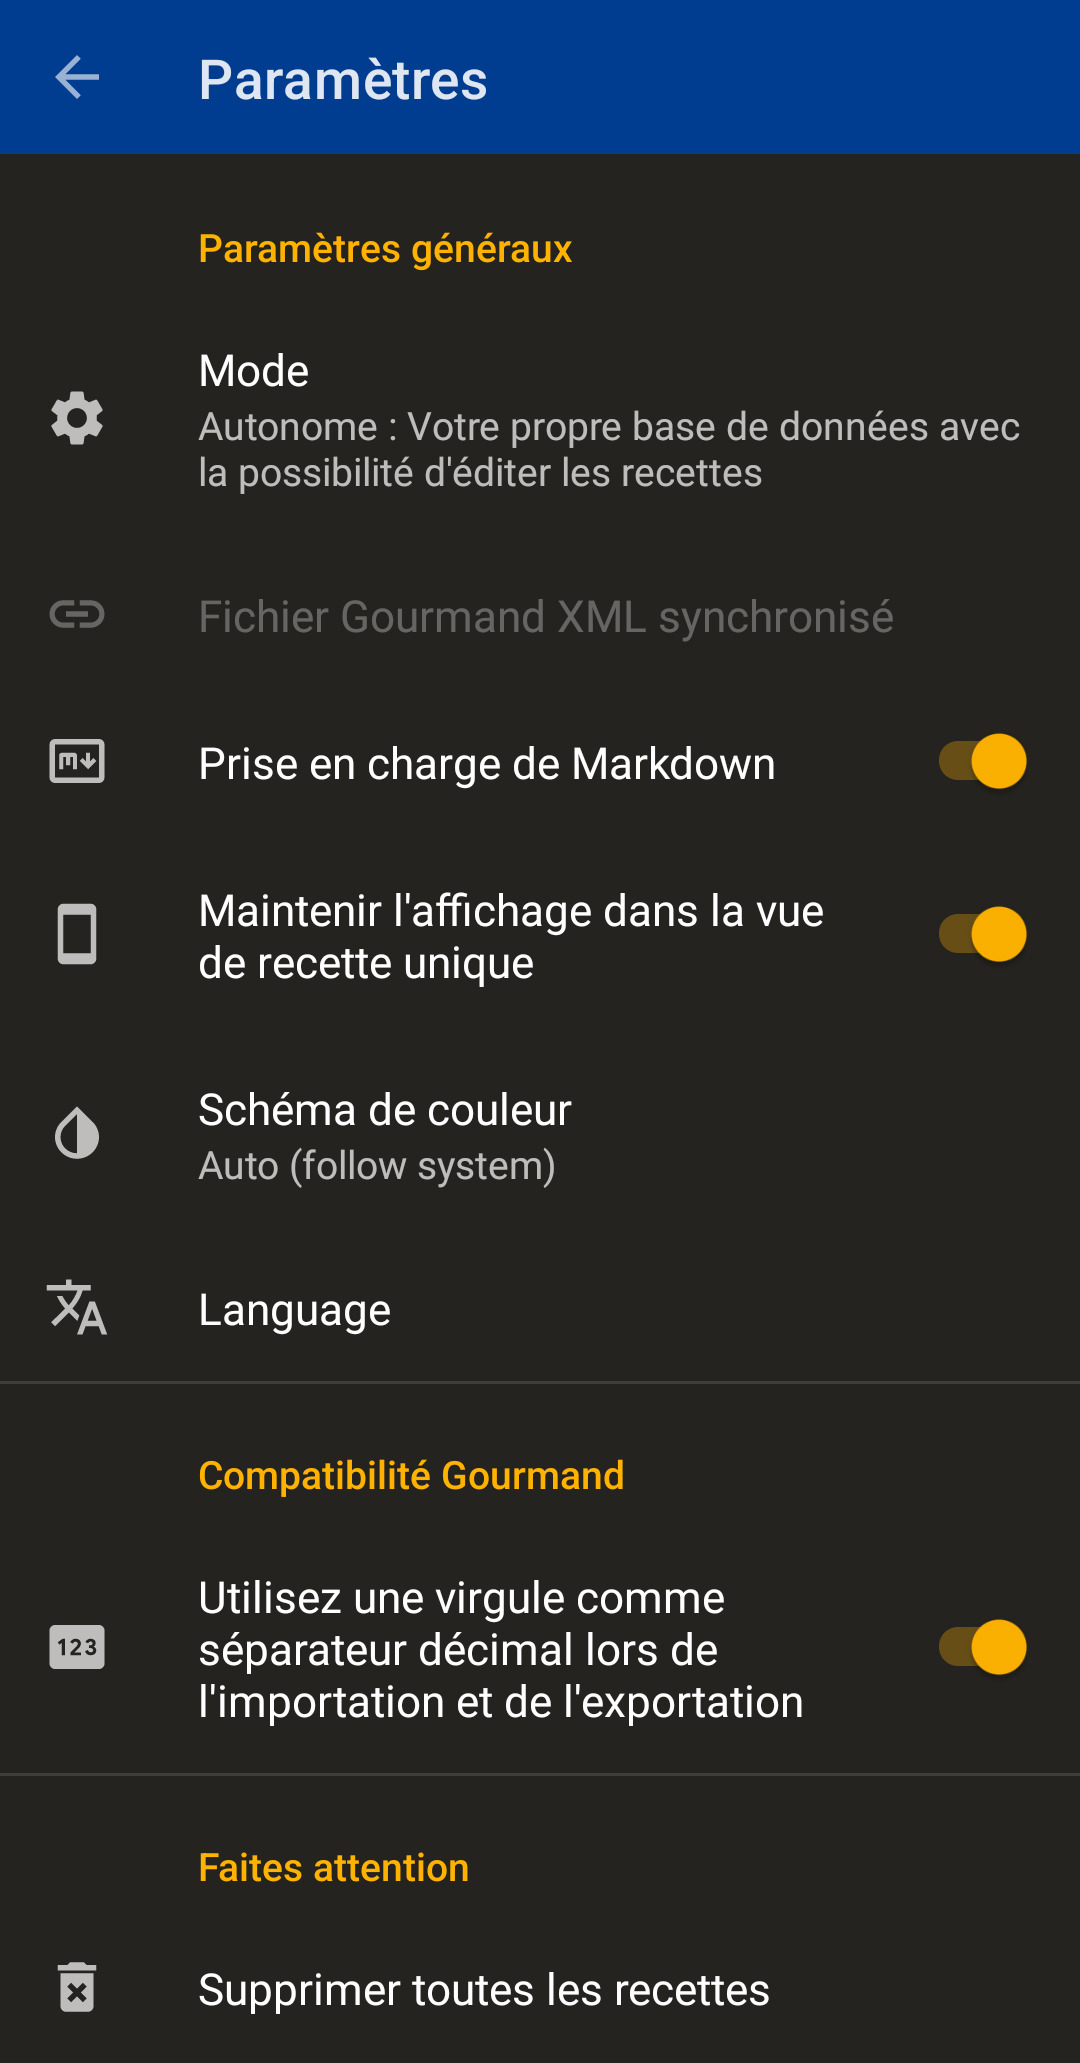 Paramètres
Paramètres généraux
Mode
Autonome : Votre propre base de données avec
la possibilité d'éditer les recettes
Fichier Gourmand XML synchronisé
Prise en charge de Markdown
Maintenir l'affichage dans la vue
de recette unique
Schéma de couleur
Auto (follow system)
Language
Compatibilité Gourmand
Utilisez une virgule comme
séparateur décimal lors de
l'importation et de l'exportation
123
Faites attention
Supprimer toutes les recettes